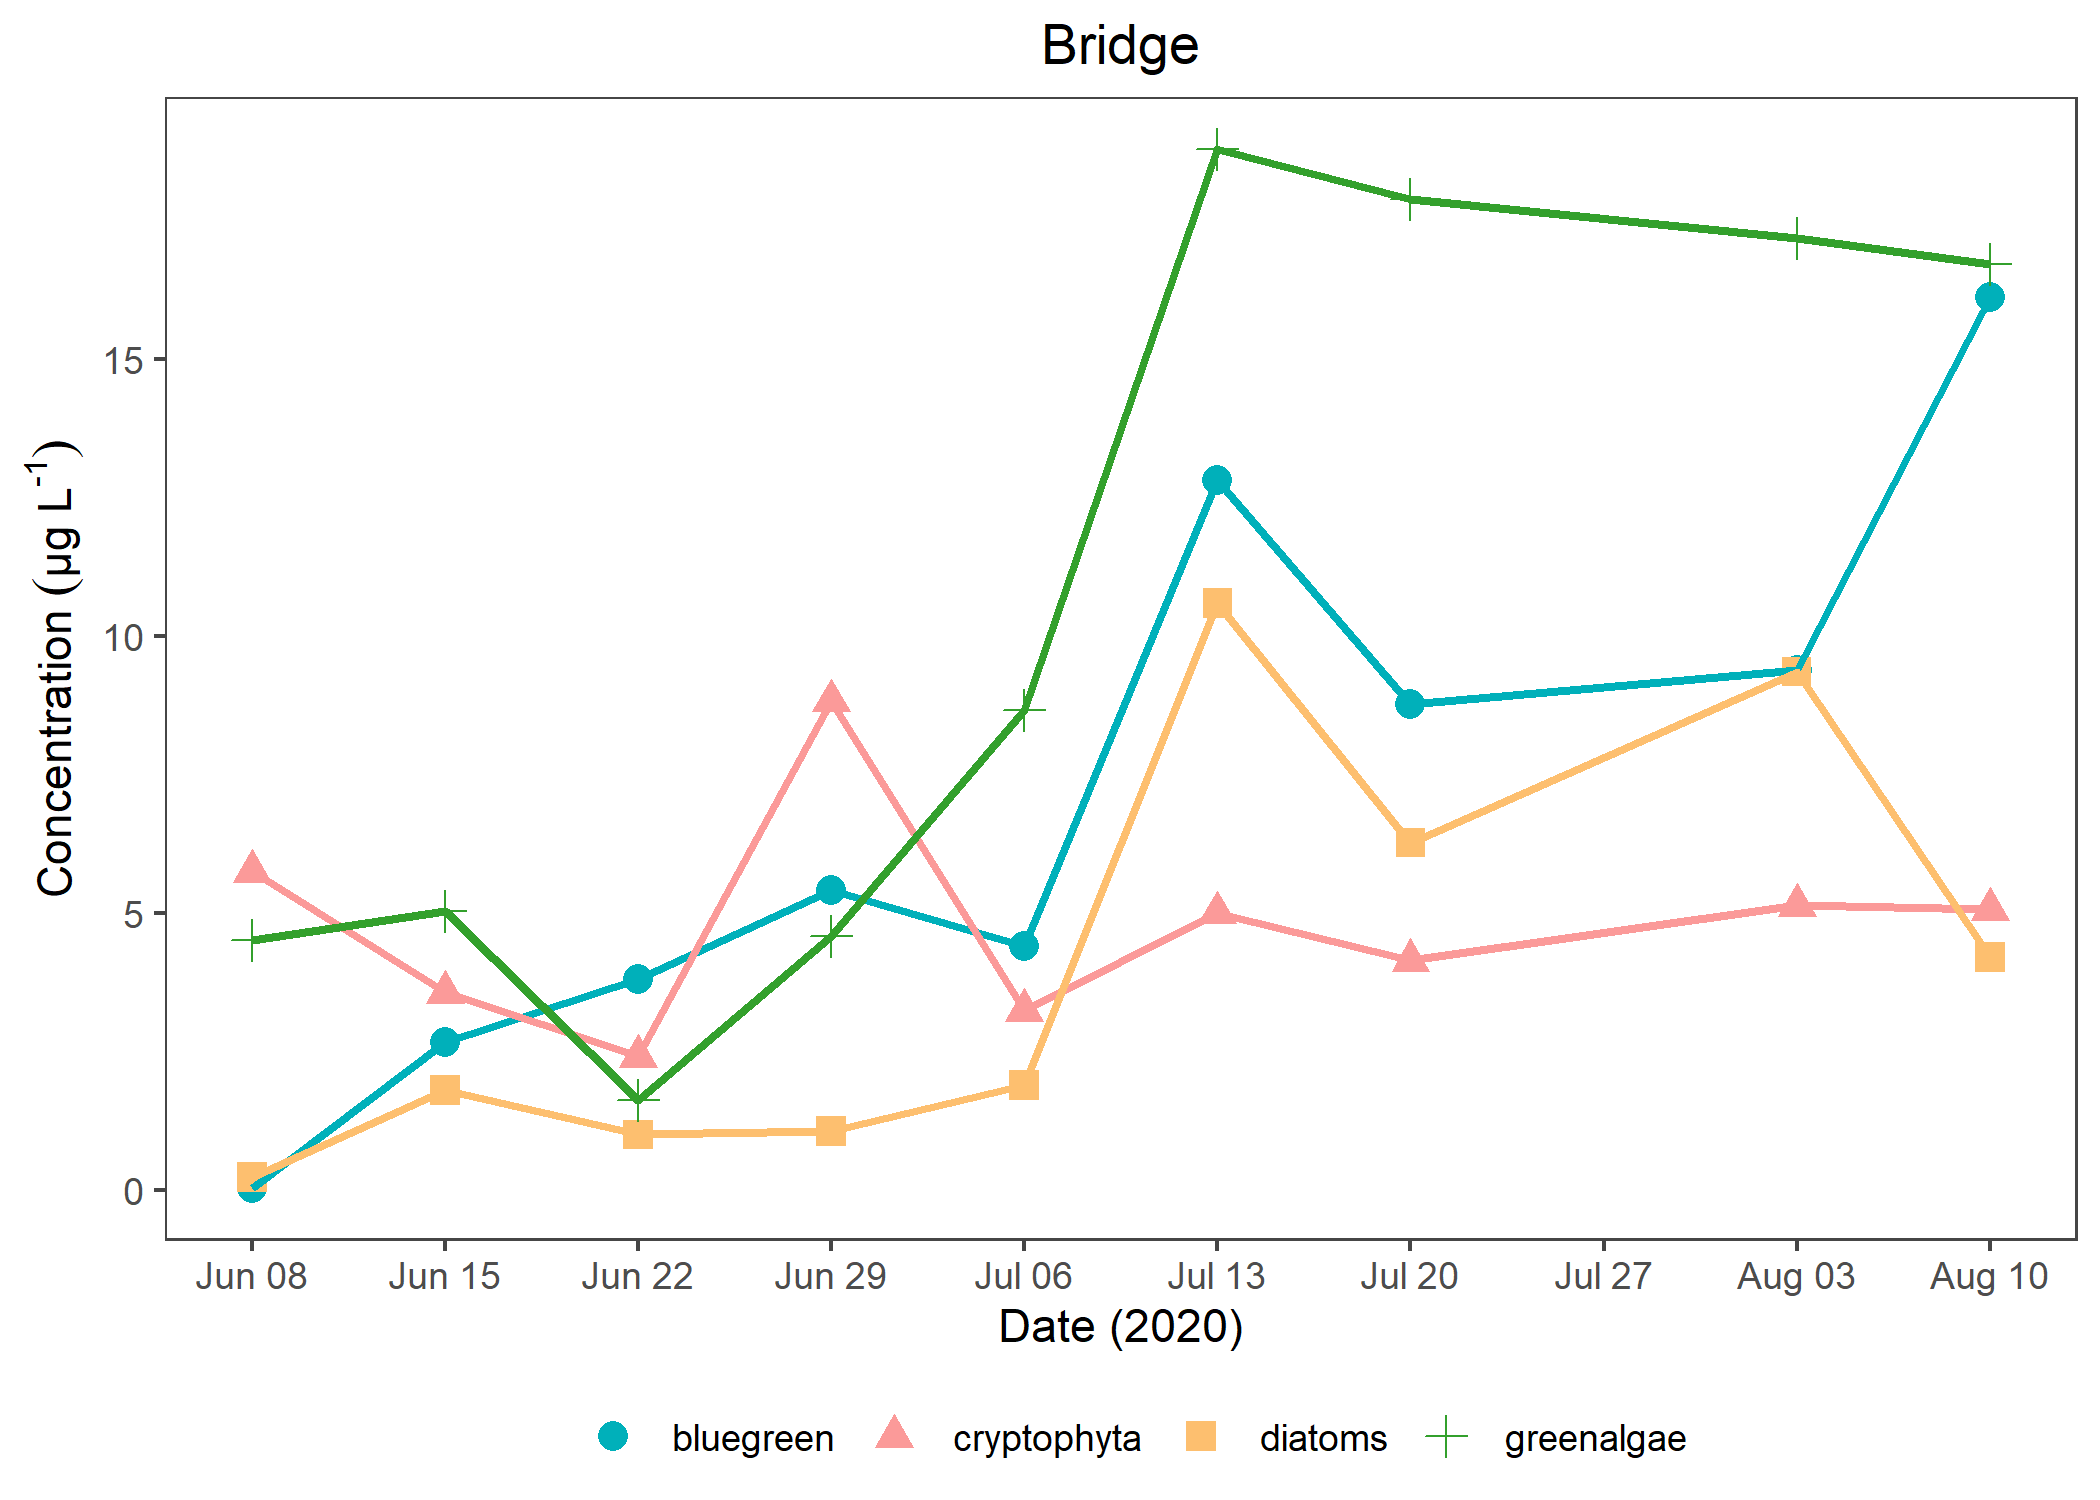 Bridge
Concentration (µg L⁻¹)
15
10
5
0
Jun 08 Jun 15 Jun 22 Jun 29 Jul 06 Jul 13 Jul 20 Jul 27 Aug 03 Aug 10
Date (2020)
bluegreen cryptophyta diatoms greenalgae